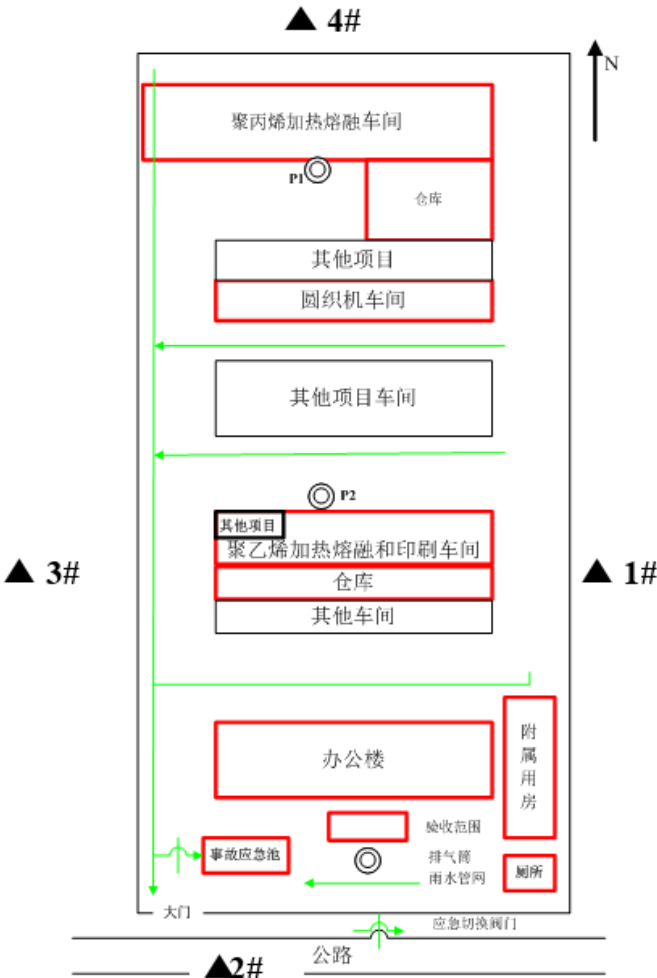 ▲ 4#
N
聚丙烯加热熔融车间
P1
仓库
其他项目
圆织机车间
其他项目车间
P2
其他项目
聚乙烯加热熔融和印刷车间
▲ 3#
▲ 1#
仓库
其他车间
办公楼
附属用房
验收范围
事故应急池
排气筒
雨水管网
厕所
大门
应急切换阀门
公路
▲2#